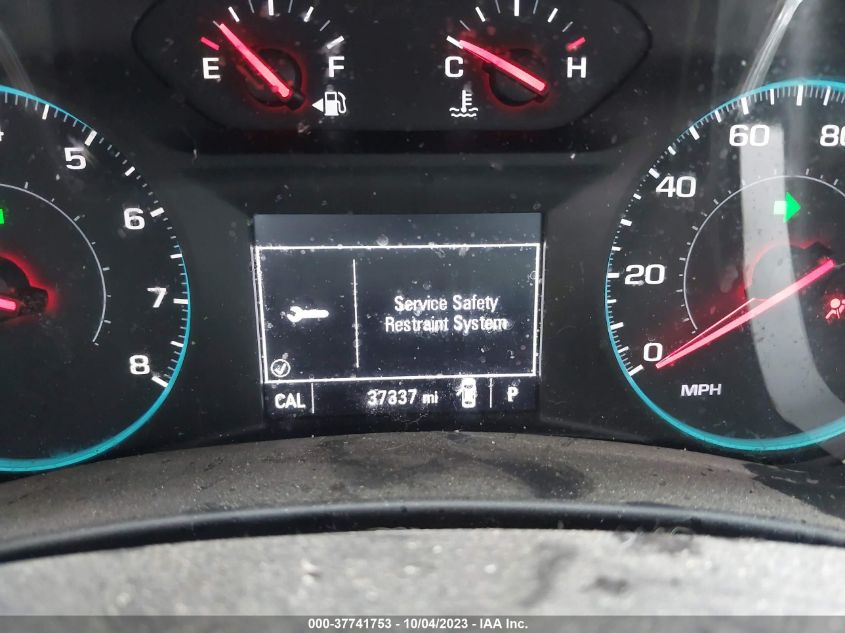 E F C H
4 5 6 7 8
0 20 40 60 80
MPH
Service Safety
Restraint System
CAL 37337 mi P
000-37741753 - 10/04/2023 - IAA Inc.